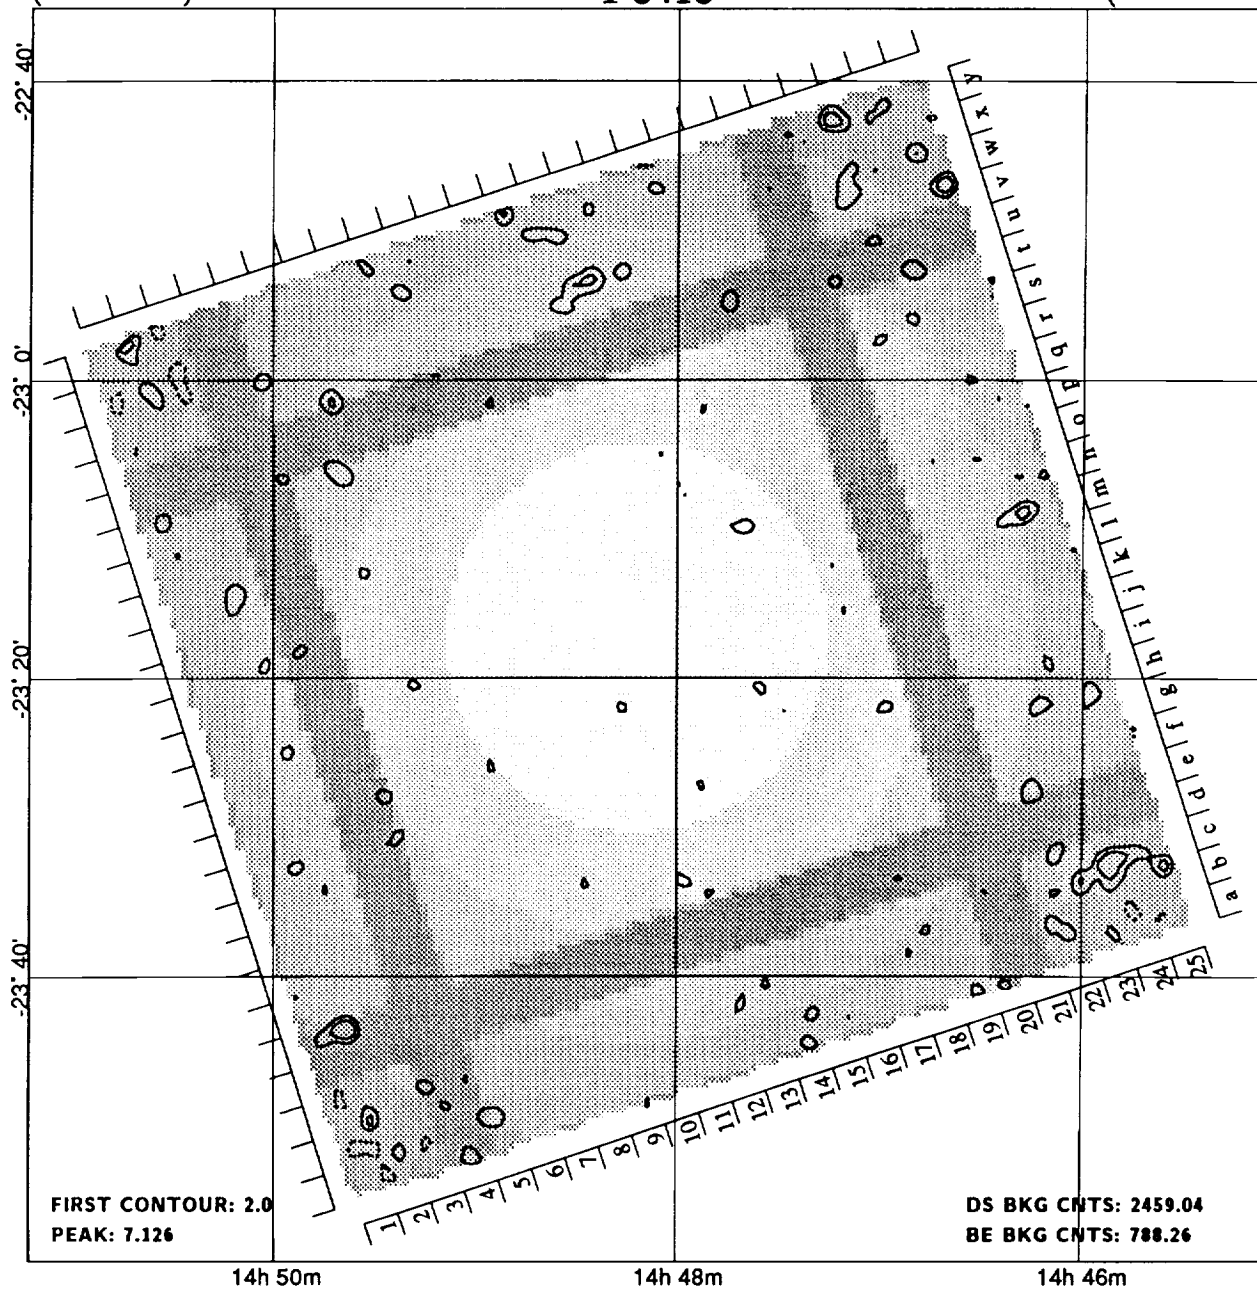 -22° 40'
-23° 0'
-23° 20'
-23° 40'
a b c d e f g h i j k l m n o p q r s t u v w x y
1 2 3 4 5 6 7 8 9 10 11 12 13 14 15 16 17 18 19 20 21 22 23 24 25
FIRST CONTOUR: 2.0
PEAK: 7.126
DS BKG CNTS: 2459.04
BE BKG CNTS: 788.26
14h 50m
14h 48m
14h 46m